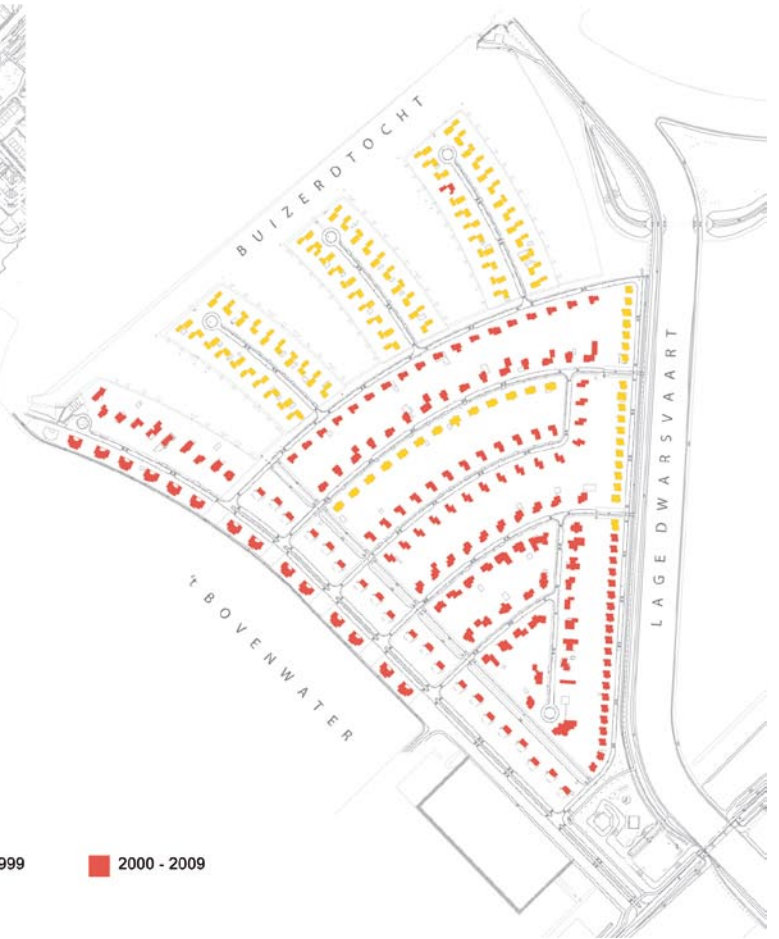 BUIZERDTOCHT
LAGE DWARSVAART
't BOVENWATER
999
2000 - 2009